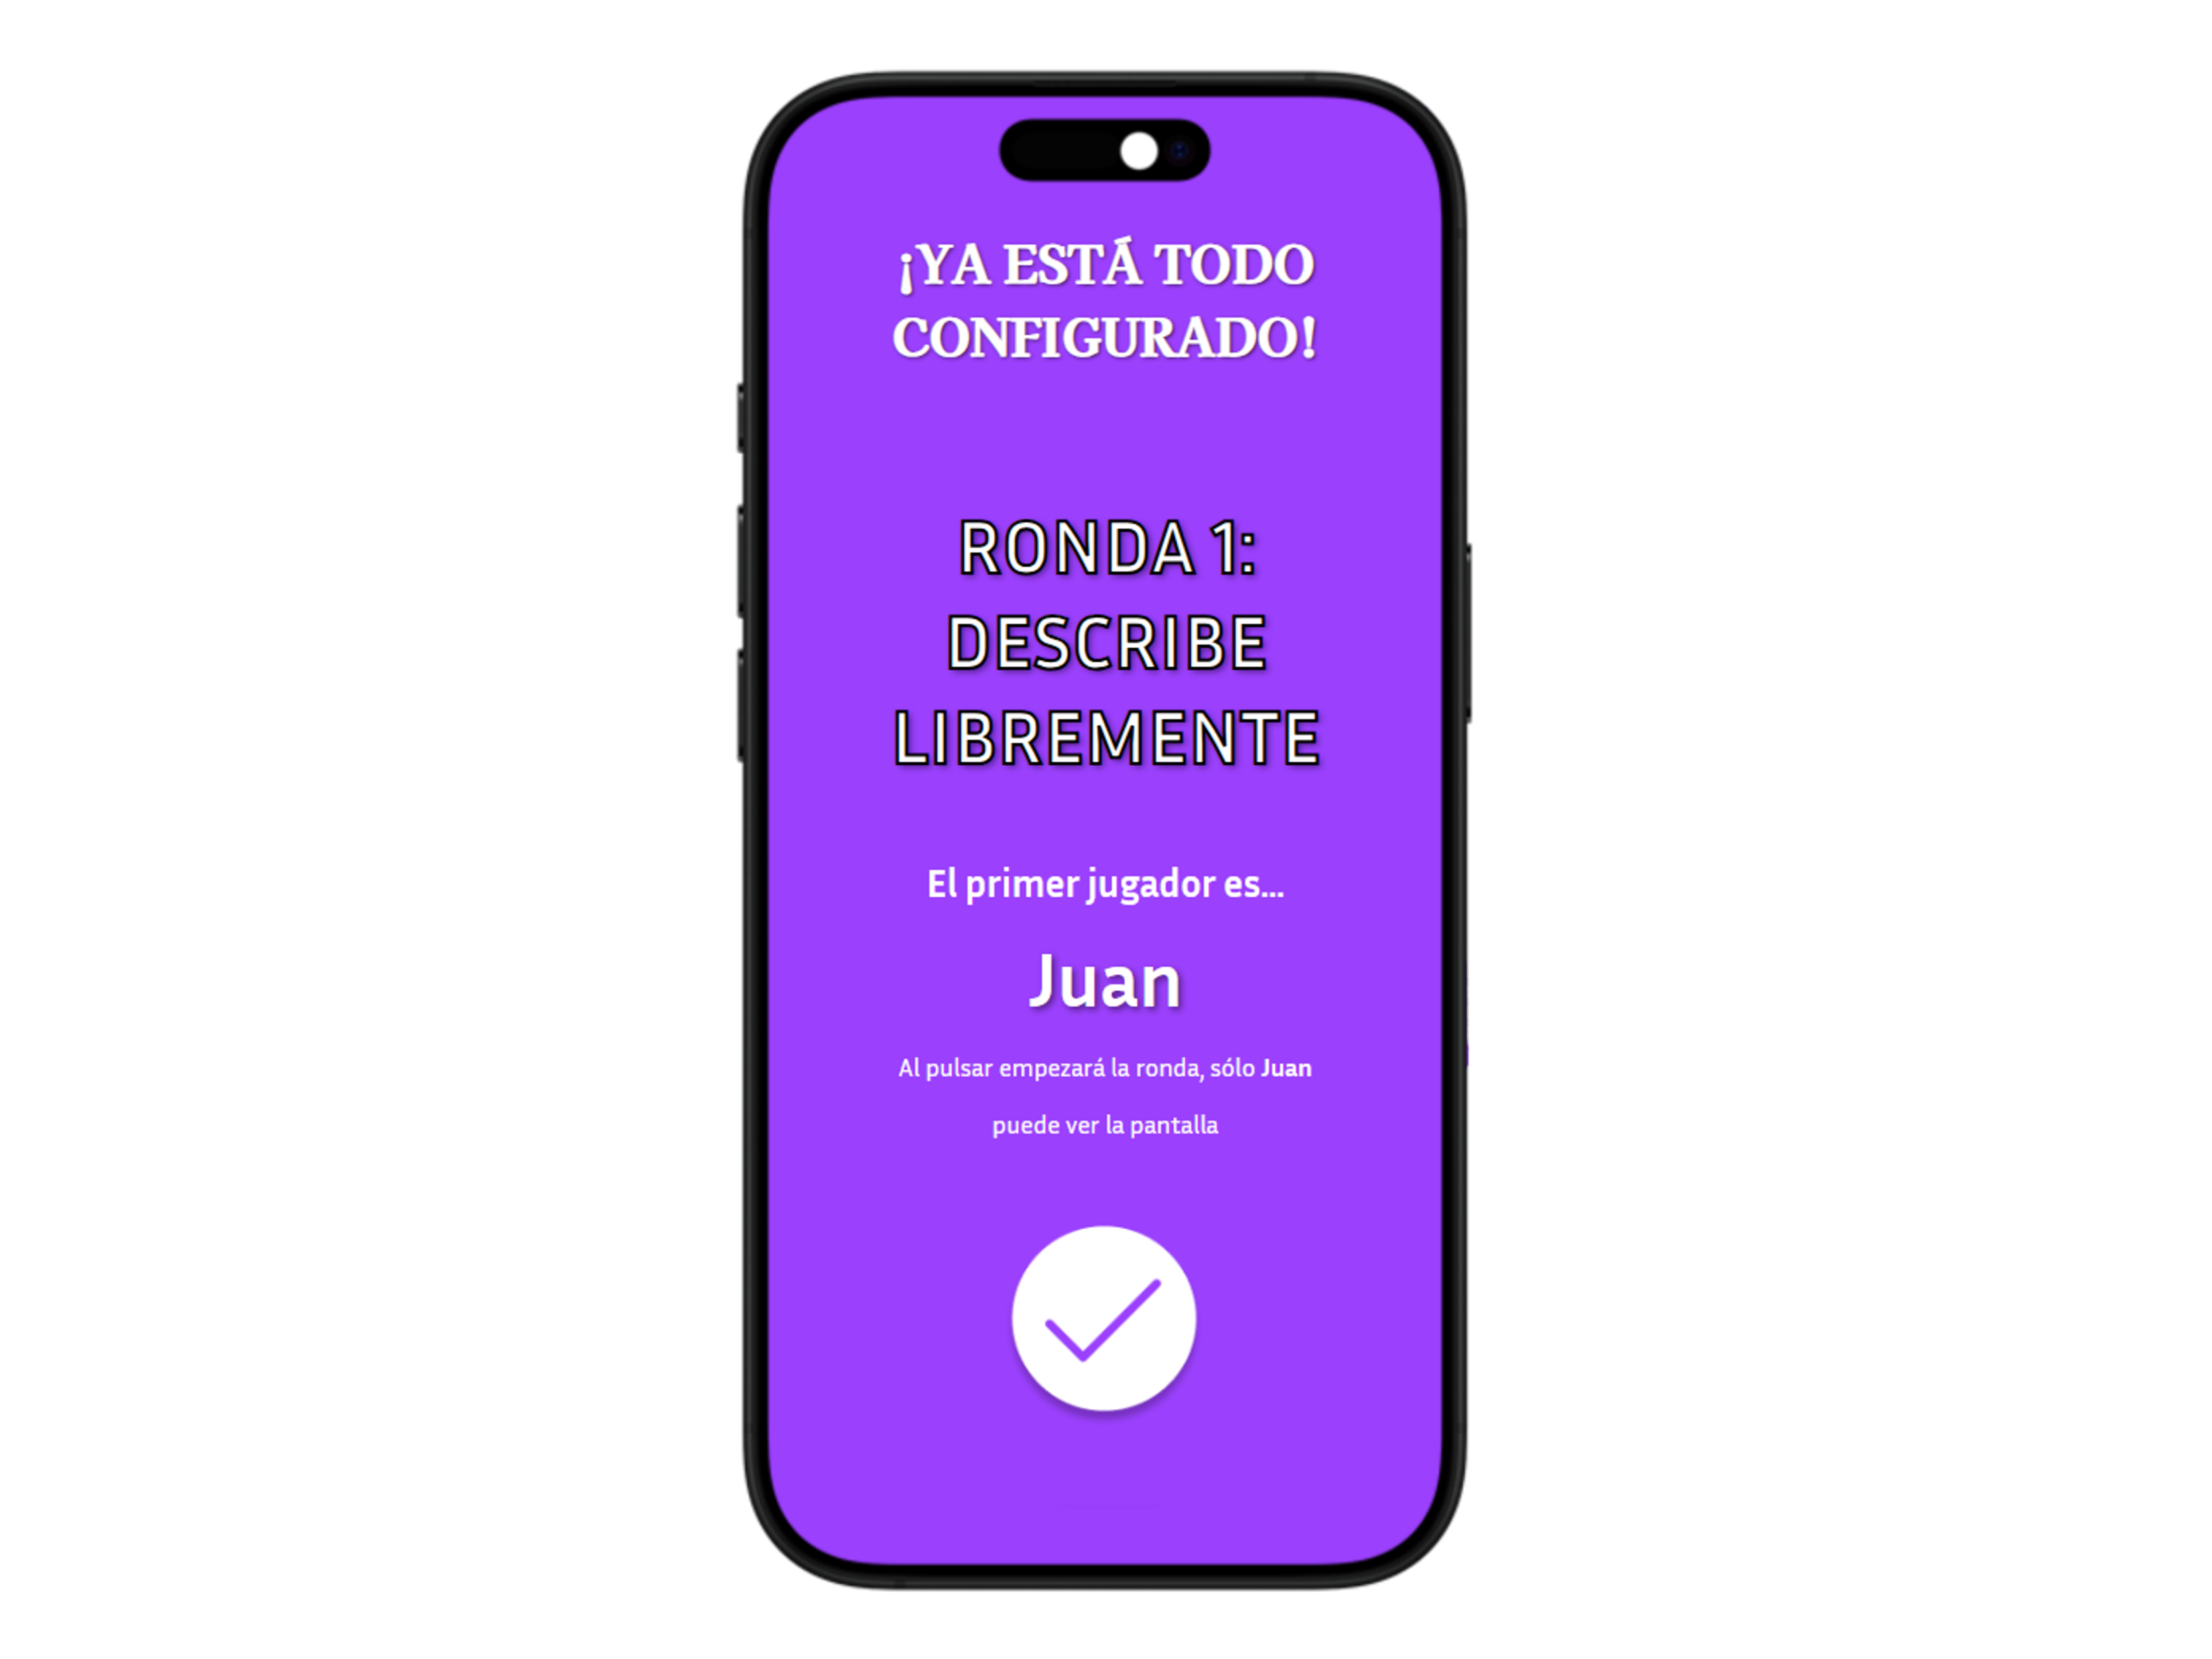 ¡YA ESTÁ TODO
CONFIGURADO!
RONDA 1:
DESCRIBE
LIBREMENTE
El primer jugador es...
Juan
Al pulsar empezará la ronda, sólo Juan
puede ver la pantalla